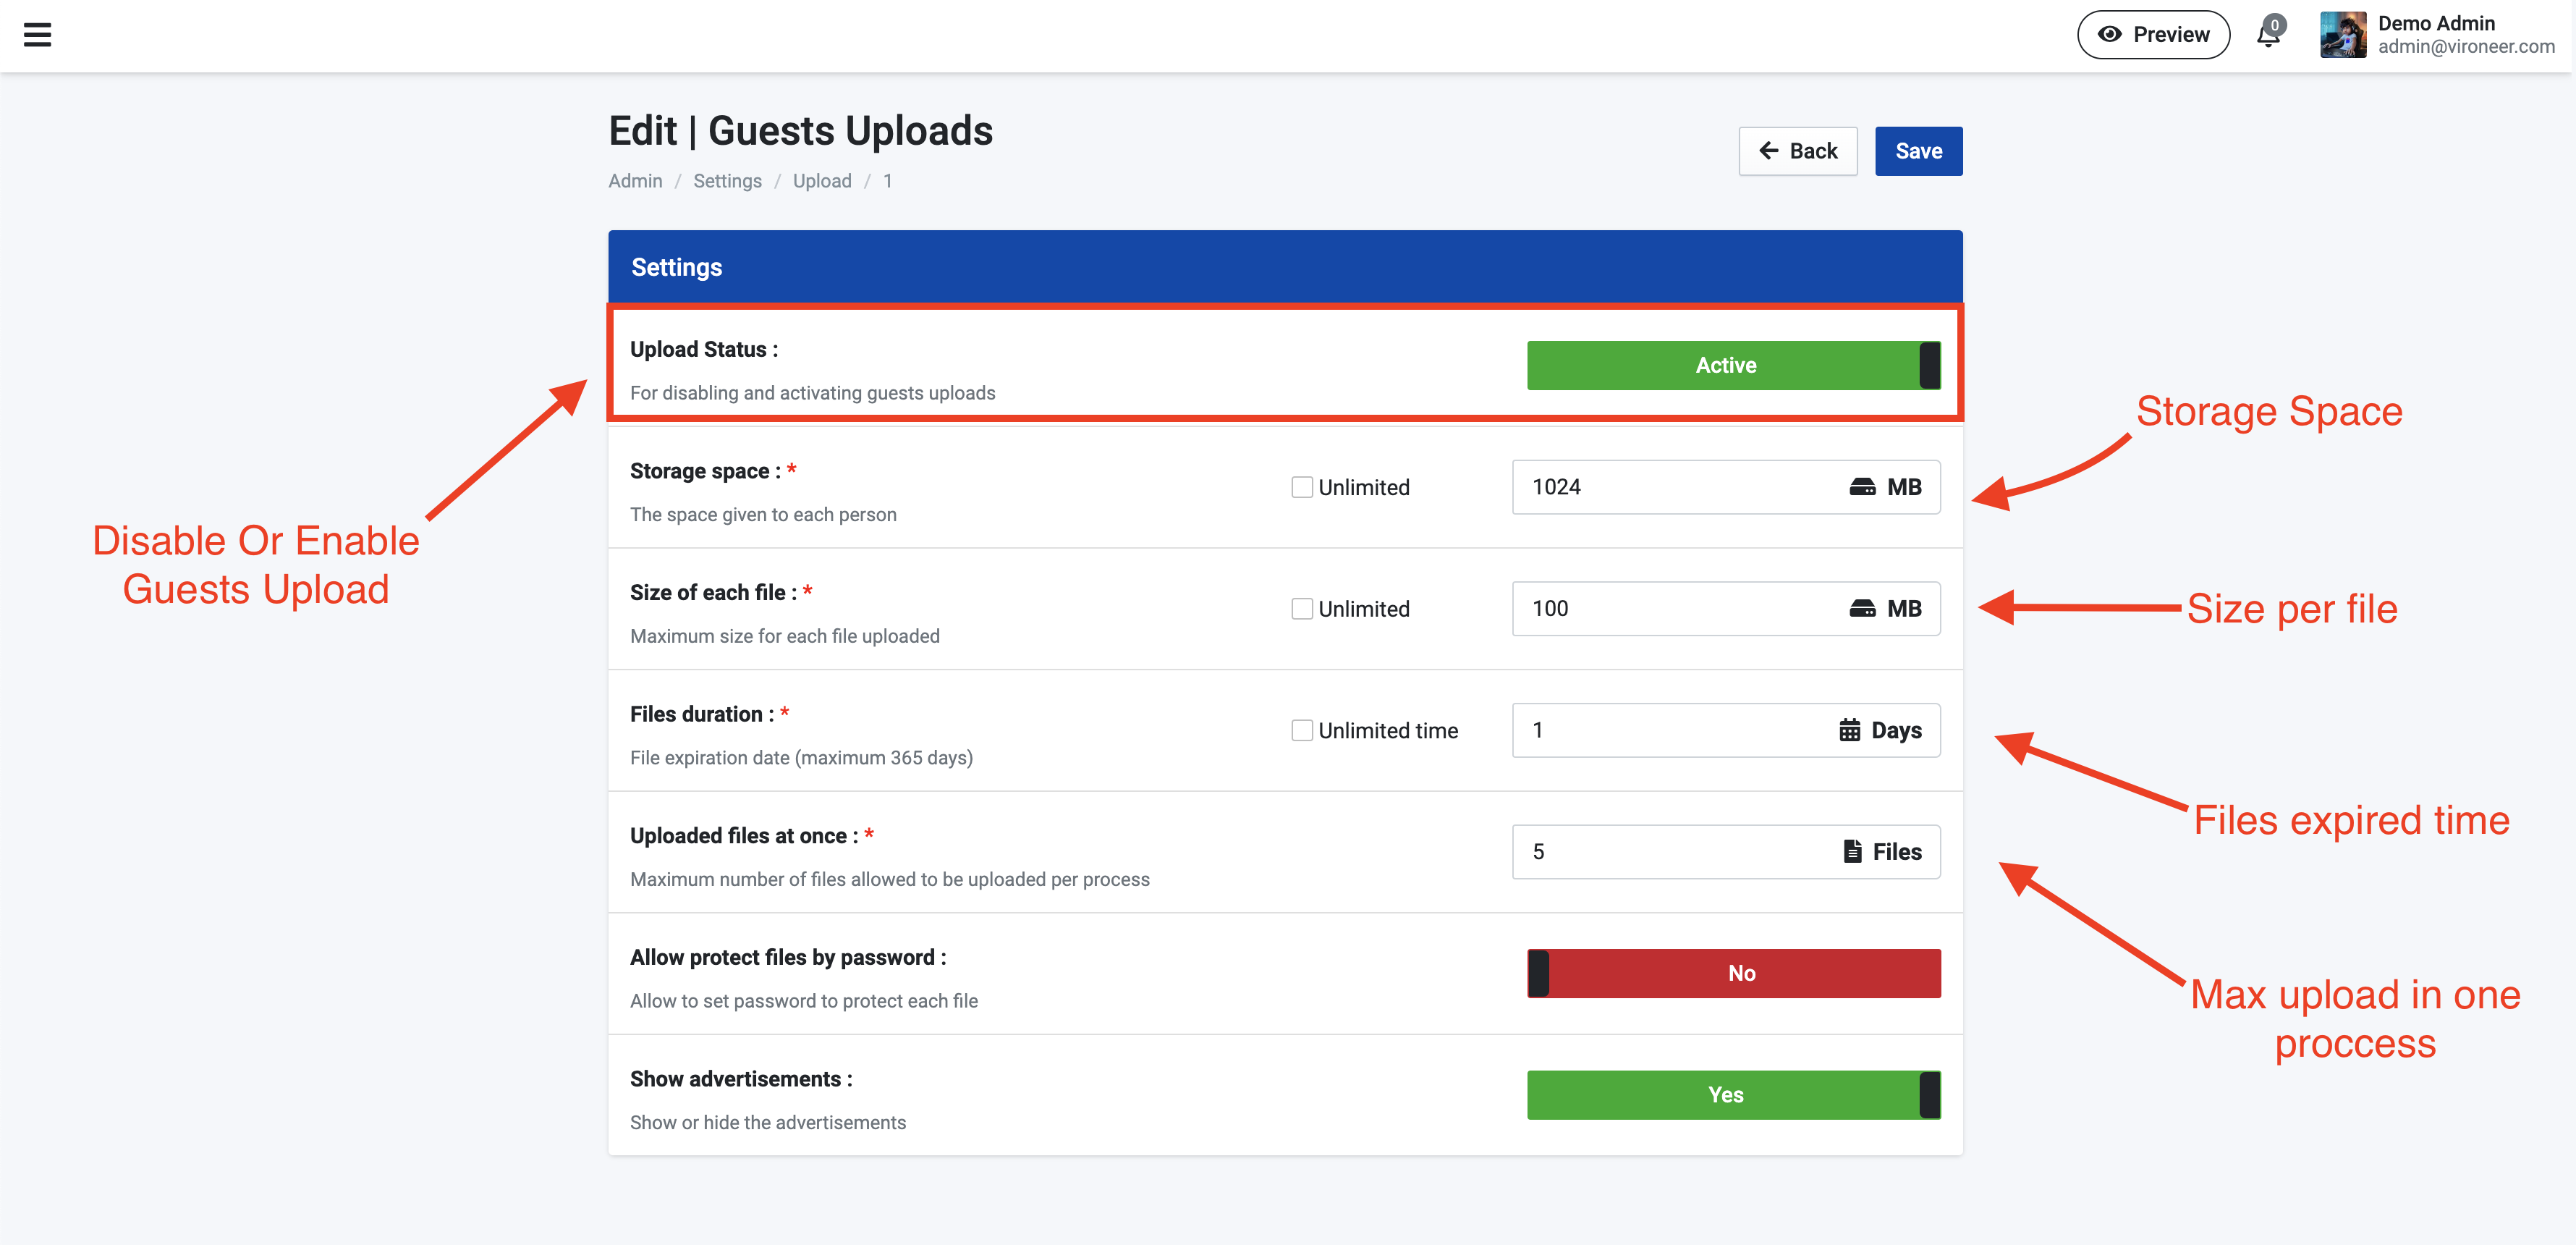 Preview
0
Demo Admin
admin@vironeer.com
Edit | Guests Uploads
Admin / Settings / Upload / 1
Back
Save
Settings
Upload Status :
For disabling and activating guests uploads
Active
Storage space : *
The space given to each person
Unlimited
1024
MB
Size of each file : *
Maximum size for each file uploaded
Unlimited
100
MB
Files duration : *
File expiration date (maximum 365 days)
Unlimited time
1
Days
Uploaded files at once : *
Maximum number of files allowed to be uploaded per process
5
Files
Allow protect files by password :
Allow to set password to protect each file
No
Show advertisements :
Show or hide the advertisements
Yes
Disable Or Enable
Guests Upload
Storage Space
Size per file
Files expired time
Max upload in one
proccess